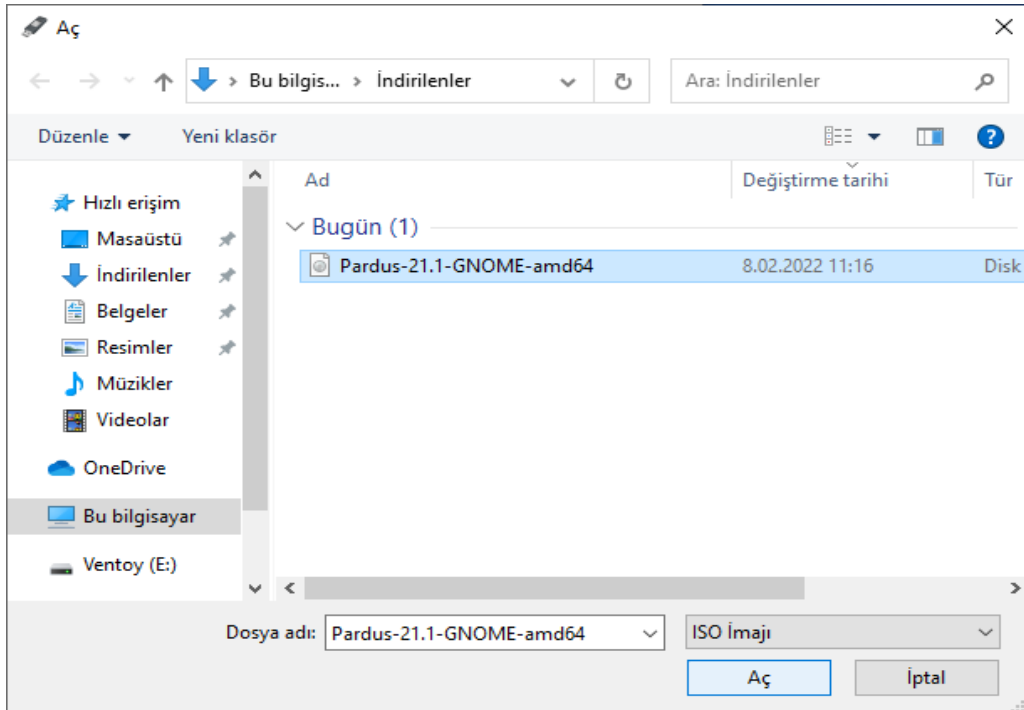 Aç
Bu bilgis... > İndirilenler
Ara: İndirilenler
Düzenle
Yeni klasör
Ad
Değiştirme tarihi
Tür
Hızlı erişim
Masaüstü
İndirilenler
Belgeler
Resimler
Müzikler
Videolar
OneDrive
Bu bilgisayar
Ventoy (E:)
Bugün (1)
Pardus-21.1-GNOME-amd64
8.02.2022 11:16
Disk
Dosya adı:
Pardus-21.1-GNOME-amd64
ISO İmajı
Aç
İptal